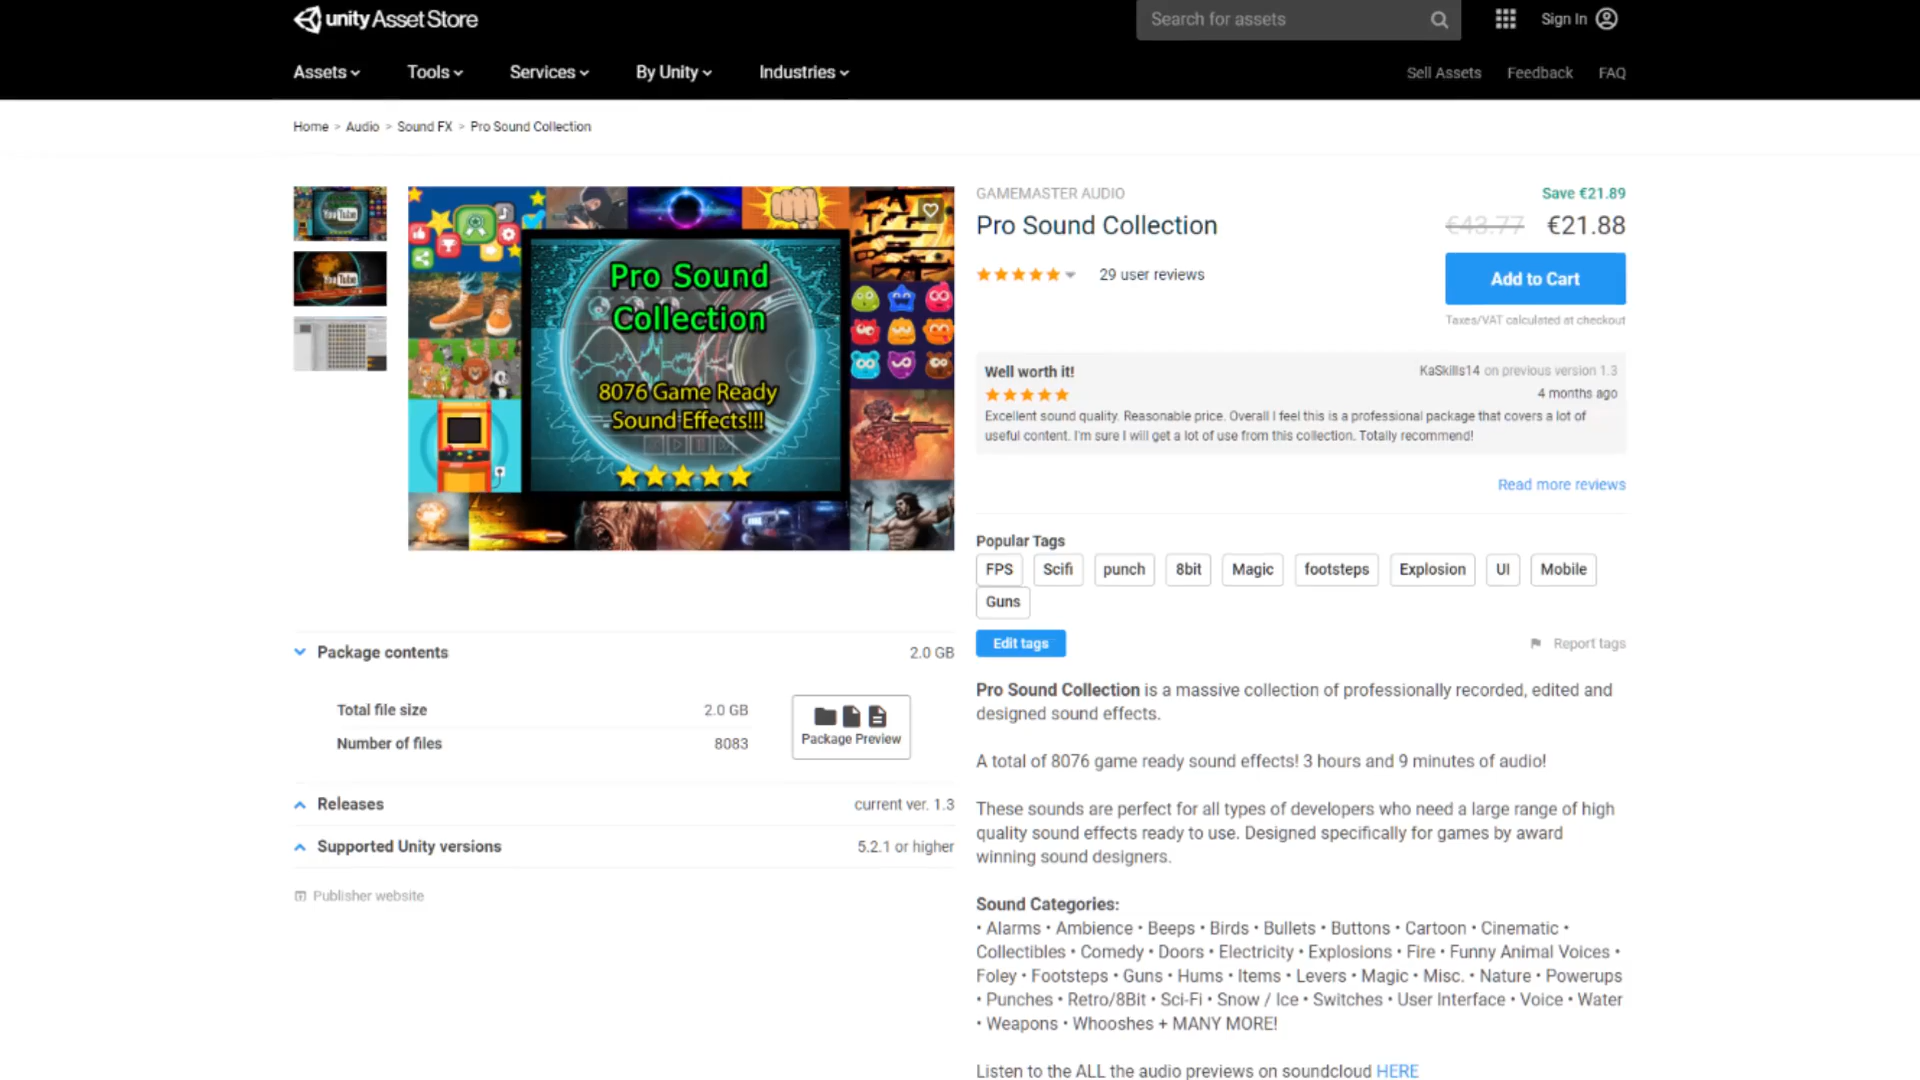 unity Asset Store
Search for assets
Sign In
Assets
Tools
Services
By Unity
Industries
Sell Assets
Feedback
FAQ
Home > Audio > Sound FX > Pro Sound Collection
YouTube
YouTube
Pro Sound
Collection
8076 Game Ready
Sound Effects!!!
GAMEMASTER AUDIO
Save €21.89
Pro Sound Collection
€43.77 €21.88
29 user reviews
Add to Cart
Taxes/VAT calculated at checkout
Well worth it!
KaSkills14 on previous version 1.3
4 months ago
Excellent sound quality. Reasonable price. Overall I feel this is a professional package that covers a lot of
useful content. I'm sure I will get a lot of use from this collection. Totally recommend!
Read more reviews
Popular Tags
FPS
Scifi
punch
8bit
Magic
footsteps
Explosion
UI
Mobile
Guns
Edit tags
Report tags
Package contents
2.0 GB
Total file size
2.0 GB
Number of files
8083
Package Preview
Releases
current ver. 1.3
Supported Unity versions
5.2.1 or higher
Publisher website
Pro Sound Collection is a massive collection of professionally recorded, edited and
designed sound effects.
A total of 8076 game ready sound effects! 3 hours and 9 minutes of audio!
These sounds are perfect for all types of developers who need a large range of high
quality sound effects ready to use. Designed specifically for games by award
winning sound designers.
Sound Categories:
• Alarms • Ambience • Beeps • Birds • Bullets • Buttons • Cartoon • Cinematic •
Collectibles • Comedy • Doors • Electricity • Explosions • Fire • Funny Animal Voices •
Foley • Footsteps • Guns • Hums • Items • Levers • Magic • Misc. • Nature • Powerups
• Punches • Retro/8Bit • Sci-Fi • Snow / Ice • Switches • User Interface • Voice • Water
• Weapons • Whooshes + MANY MORE!
Listen to the ALL the audio previews on soundcloud HERE